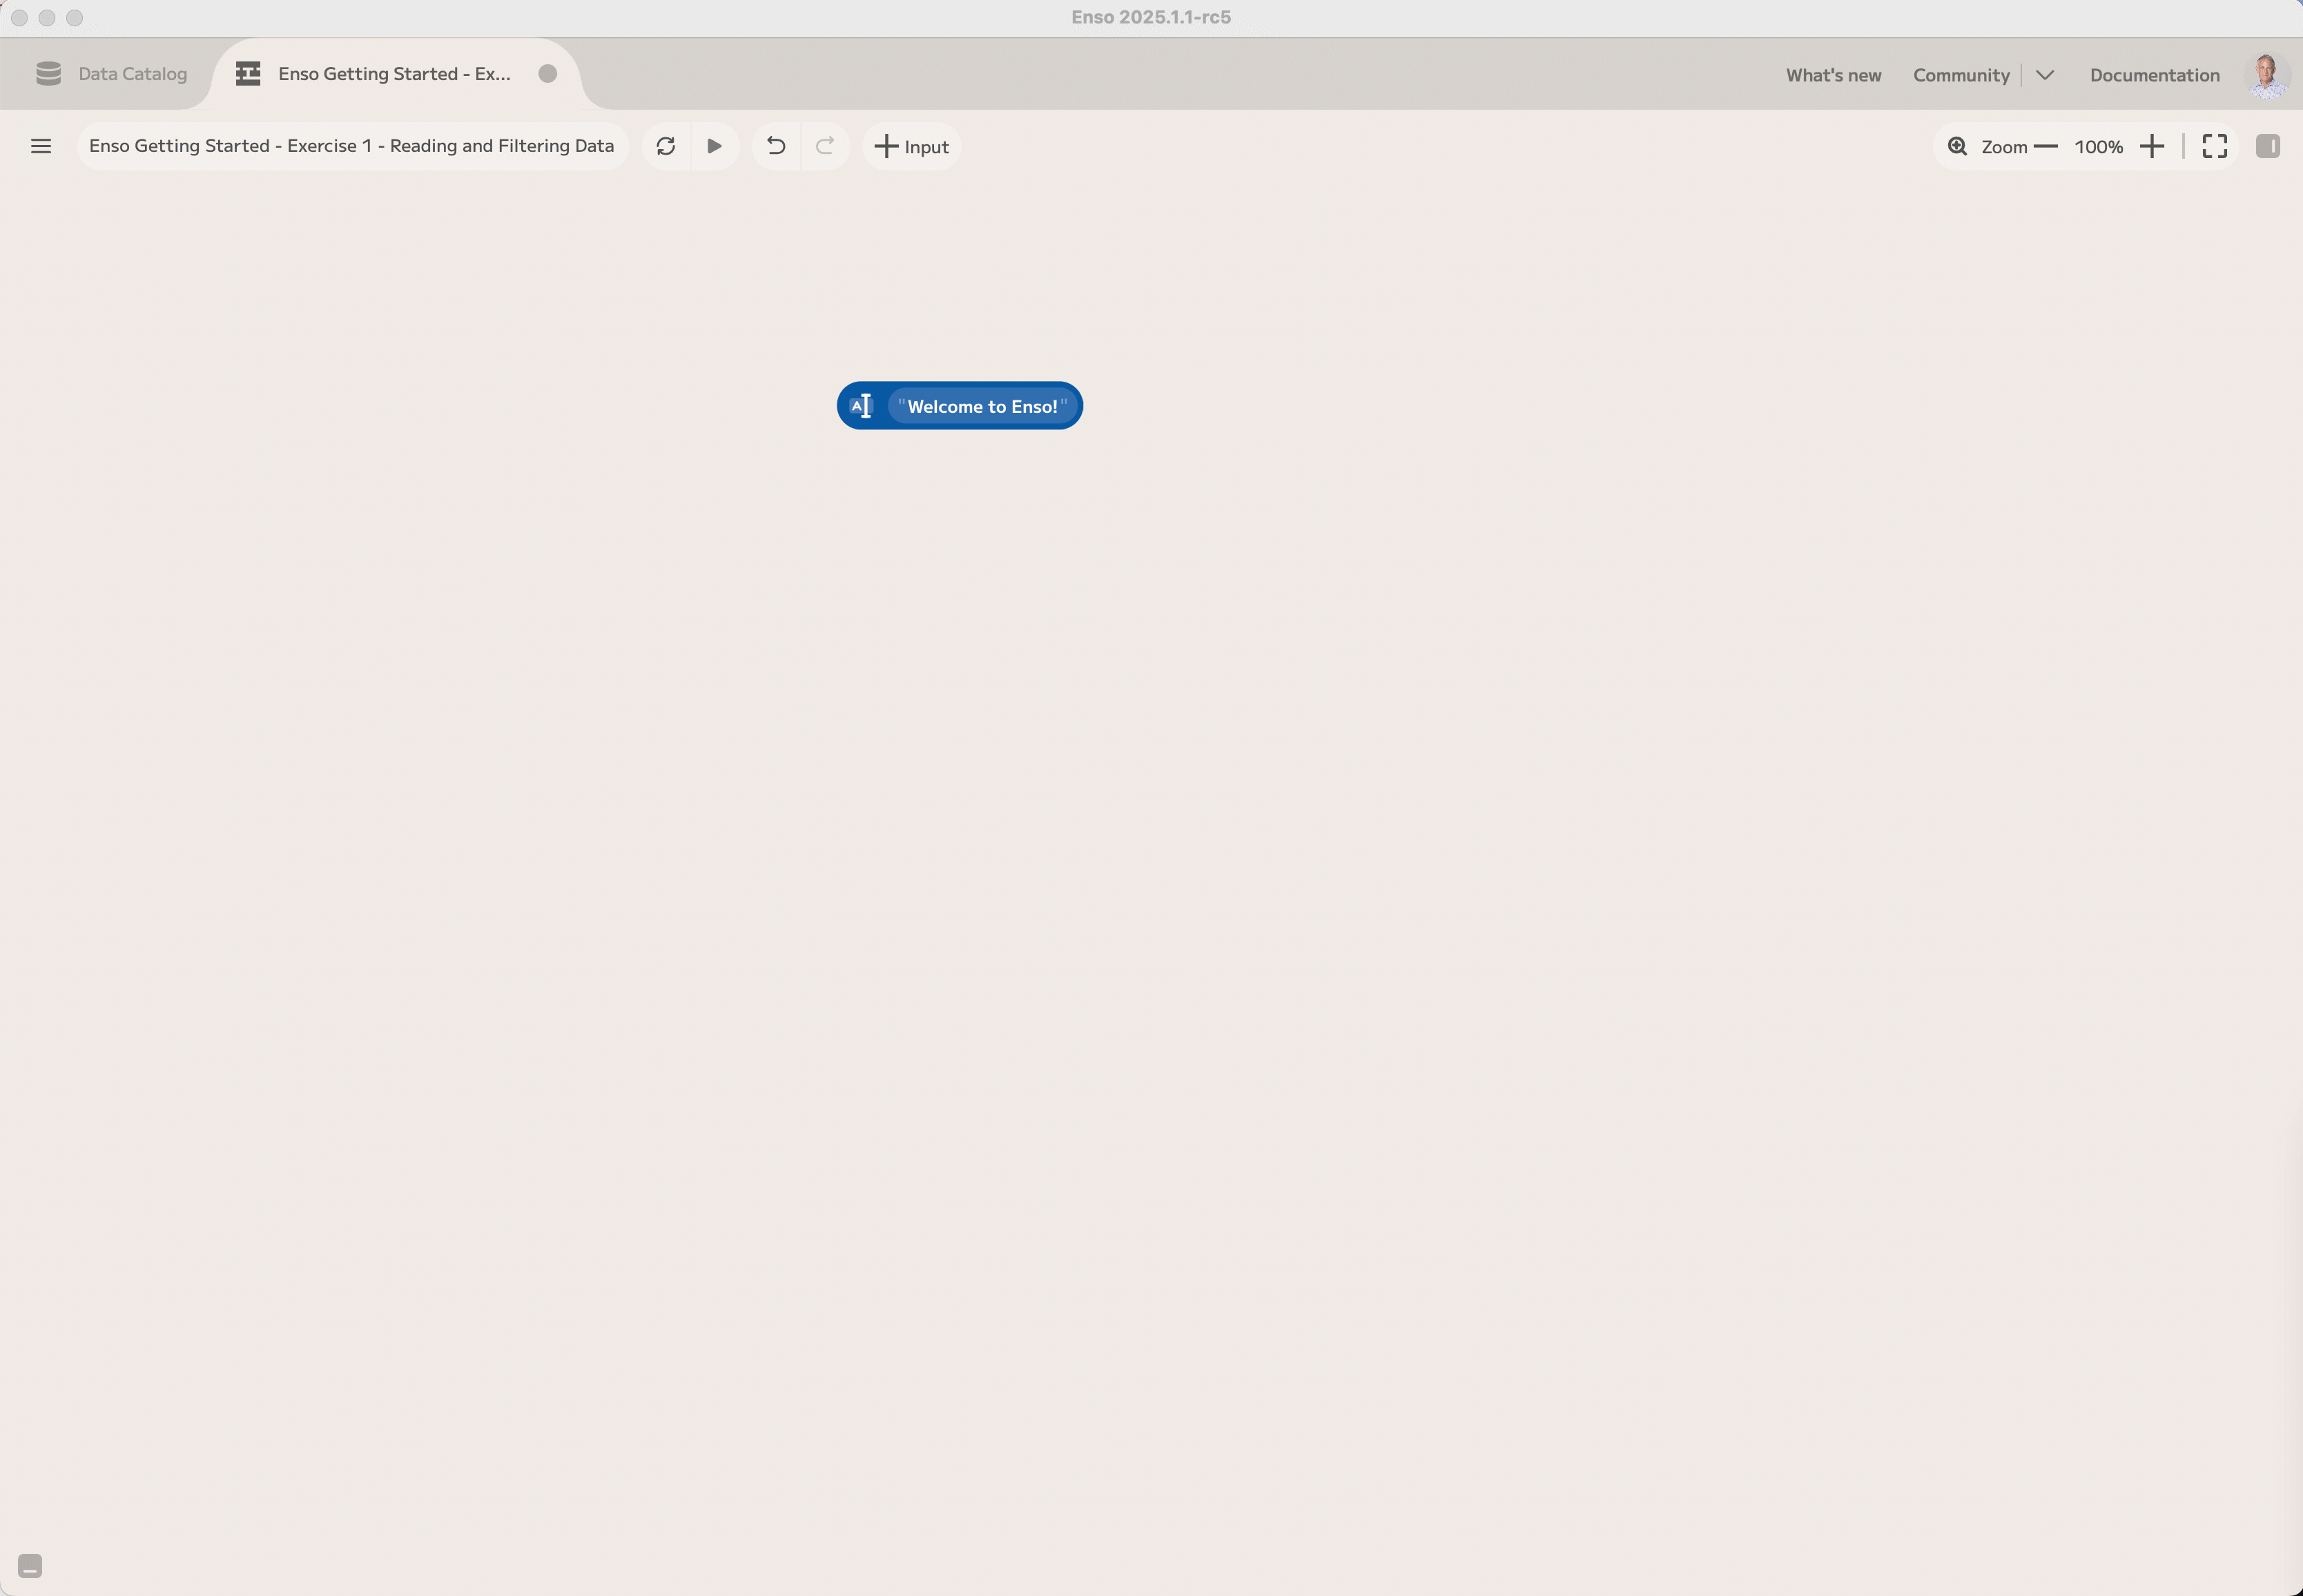 Enso 2025.1.1-rc5
Data Catalog
Enso Getting Started - Ex...
What's new
Community
Documentation
Enso Getting Started - Exercise 1 - Reading and Filtering Data
Input
Zoom
100%
A
"Welcome to Enso!"